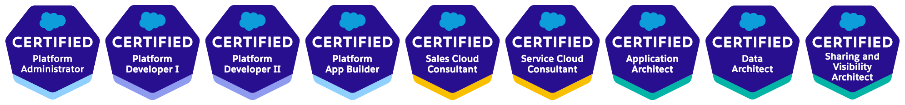 CERTIFIED
Platform
Administrator
CERTIFIED
Platform
Developer I
CERTIFIED
Platform
Developer II
CERTIFIED
Platform
App Builder
CERTIFIED
Sales Cloud
Consultant
CERTIFIED
Service Cloud
Consultant
CERTIFIED
Application
Architect
CERTIFIED
Data
Architect
CERTIFIED
Sharing and
Visibility
Architect